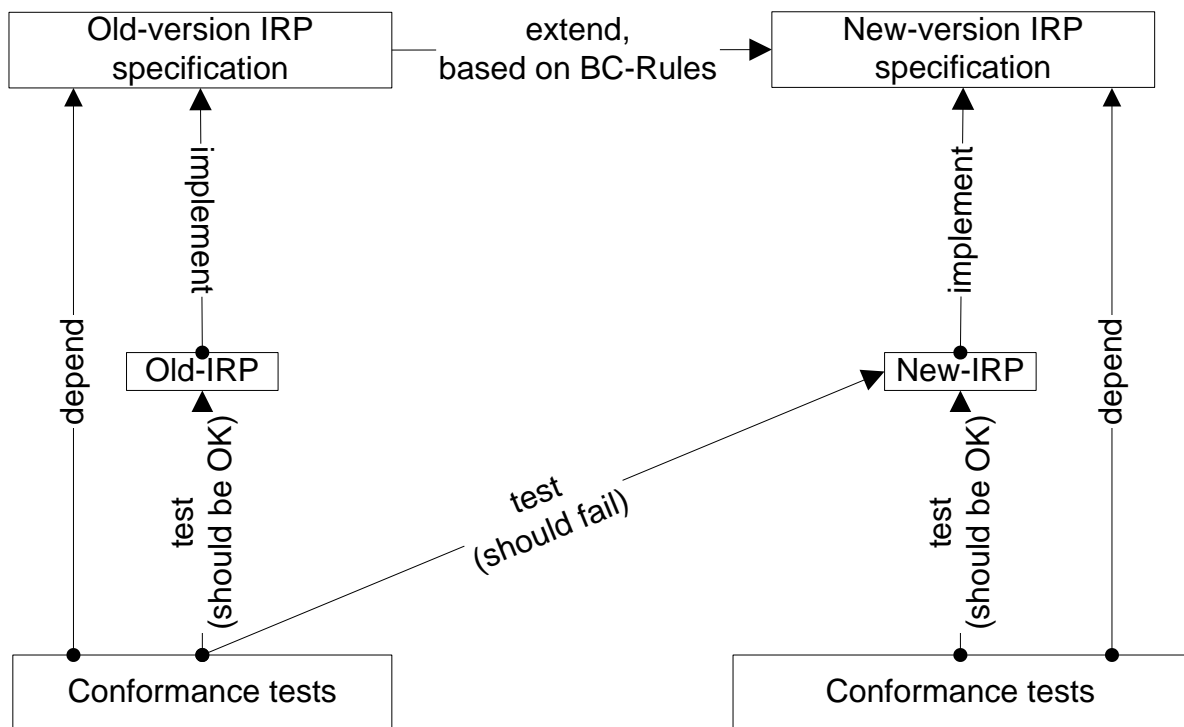 Old-version IRP
specification
extend,
based on BC-Rules
New-version IRP
specification
implement
implement
depend
Old-IRP
New-IRP
depend
test
(should be OK)
test
(should fail)
test
(should be OK)
Conformance tests
Conformance tests